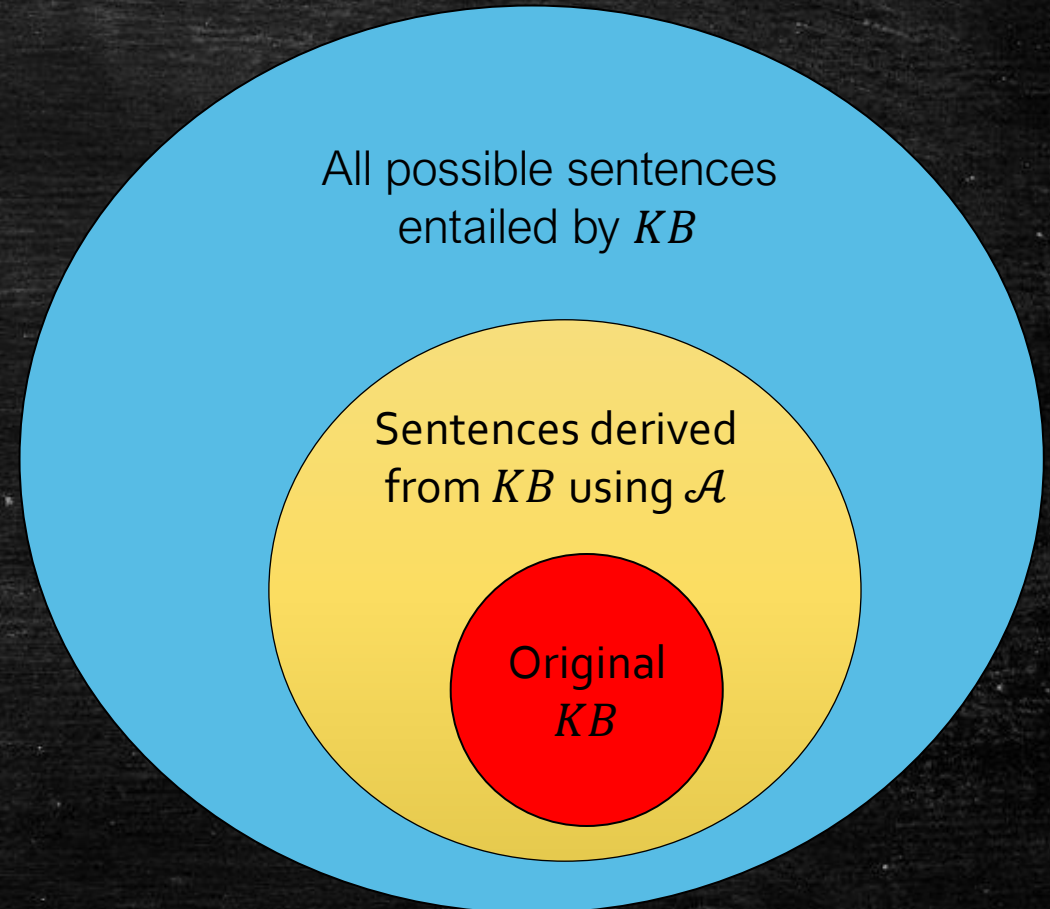 All possible sentences
entailed by 𝐾𝐵
Sentences derived
from 𝐾𝐵 using 𝒜
Original
𝐾𝐵